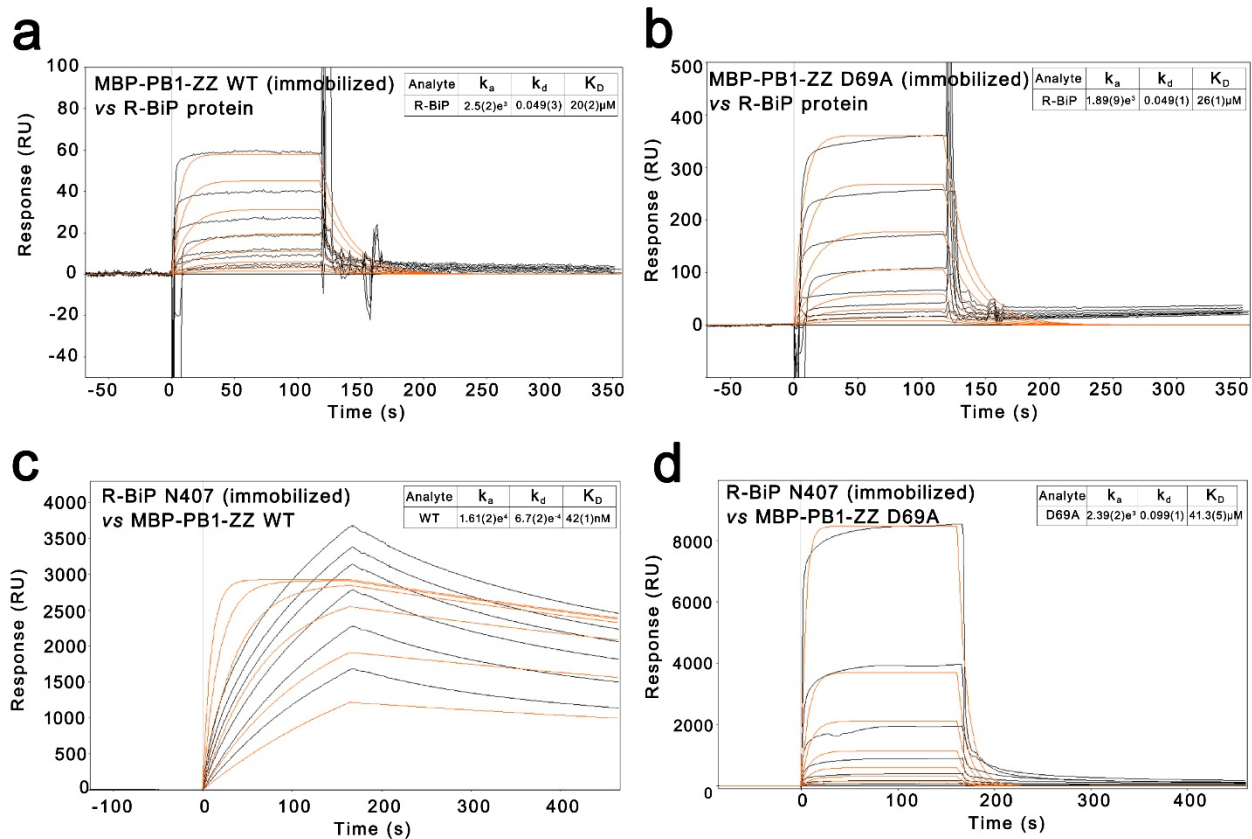 a
MBP-PB1-ZZ WT (immobilized)
vs R-BiP protein
Analyte ka kd KD
R-BiP 2.5(2)e³ 0.049(3) 20(2)µM
Response (RU)
100
80
60
40
20
0
-20
-40
-50 0 50 100 150 200 250 300 350
Time (s)
b
MBP-PB1-ZZ D69A (immobilized)
vs R-BiP protein
Analyte ka kd KD
R-BiP 1.89(9)e³ 0.049(1) 26(1)µM
Response (RU)
500
400
300
200
100
0
-50 0 50 100 150 200 250 300 350
Time (s)
c
R-BiP N407 (immobilized)
vs MBP-PB1-ZZ WT
Analyte ka kd KD
WT 1.61(2)e⁴ 6.7(2)e⁻⁴ 42(1)nM
Response (RU)
4000
3500
3000
2500
2000
1500
1000
500
0
-100 0 100 200 300 400
Time (s)
d
R-BiP N407 (immobilized)
vs MBP-PB1-ZZ D69A
Analyte ka kd KD
D69A 2.39(2)e³ 0.099(1) 41.3(5)µM
Response (RU)
8000
6000
4000
2000
0
0 100 200 300 400
Time (s)